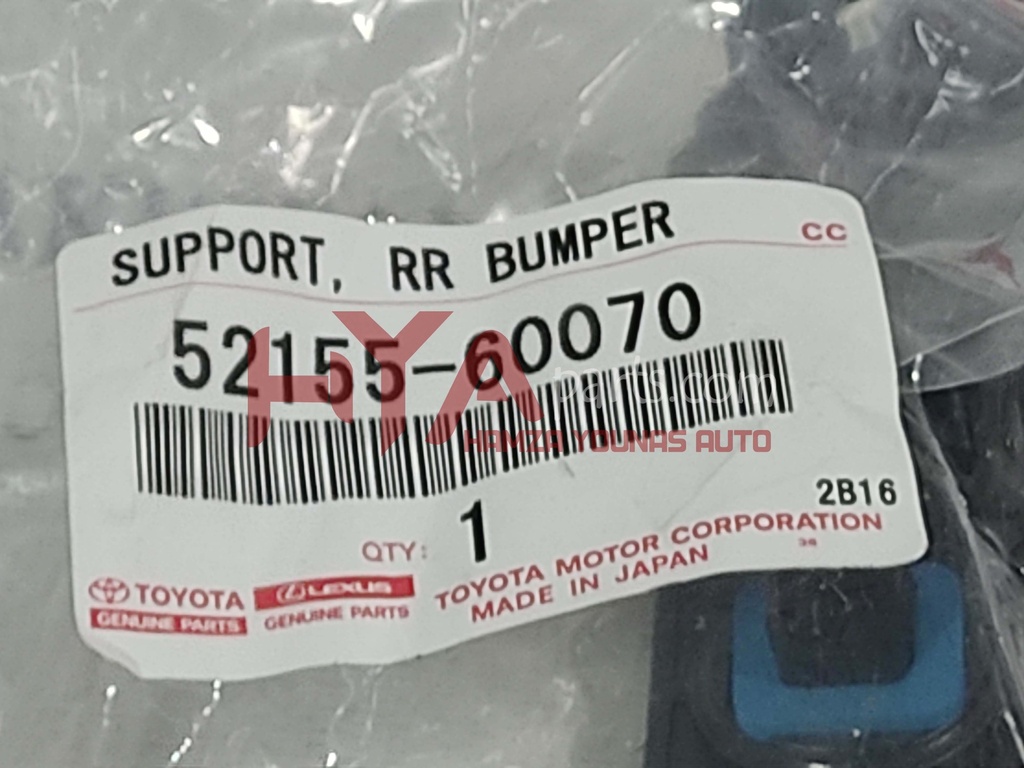 SUPPORT, RR BUMPER
CC
52155-60070
HYA parts.com
HAMZA YOUNAS AUTO
2B16
QTY: 1
TOYOTA
GENUINE PARTS
LEXUS
GENUINE PARTS
TOYOTA MOTOR CORPORATION
MADE IN JAPAN